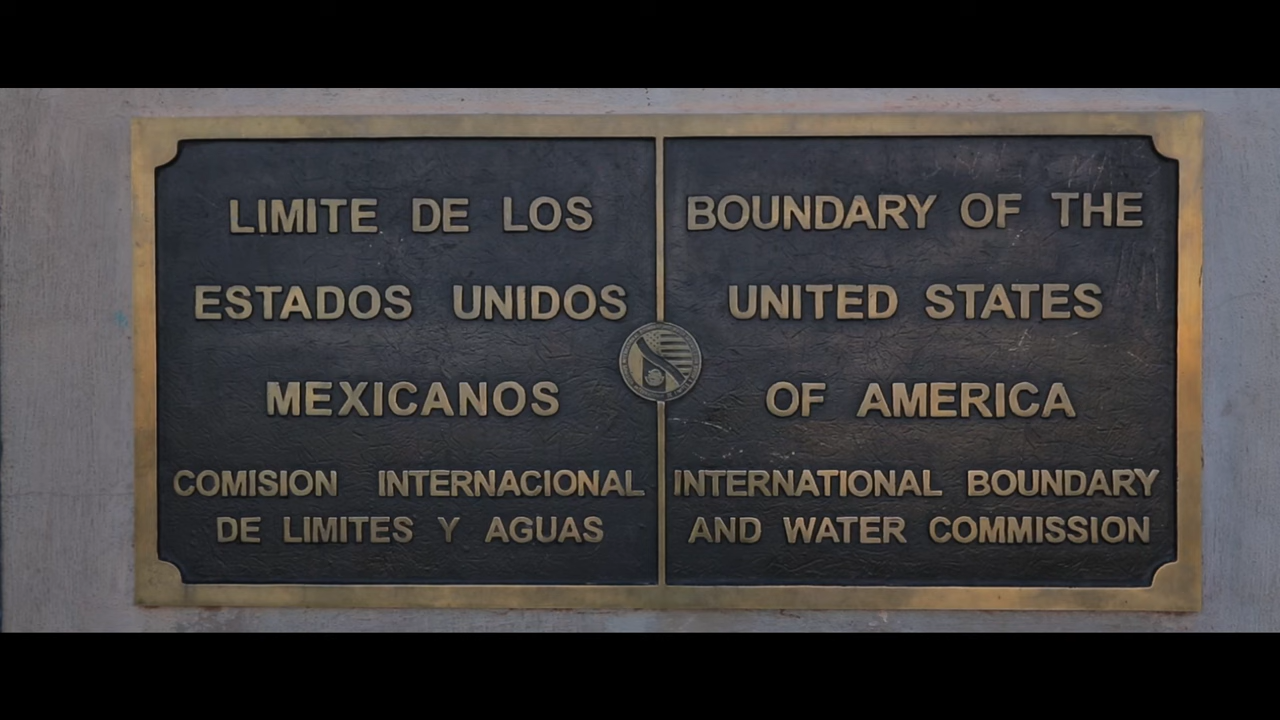 LIMITE DE LOS
ESTADOS UNIDOS
MEXICANOS
COMISION INTERNACIONAL
DE LIMITES Y AGUAS
BOUNDARY OF THE
UNITED STATES
OF AMERICA
INTERNATIONAL BOUNDARY
AND WATER COMMISSION